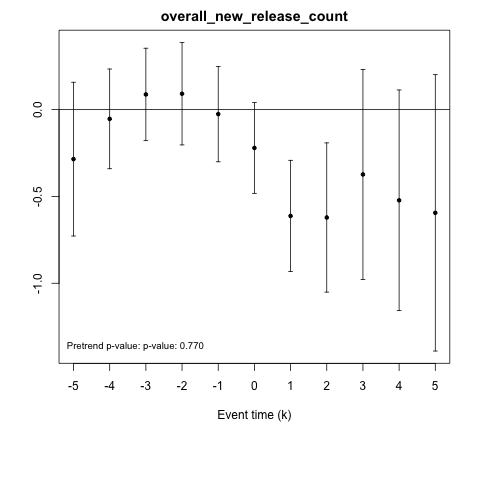 overall_new_release_count
0.0
-0.5
-1.0
Pretrend p-value: p-value: 0.770
-5 -4 -3 -2 -1 0 1 2 3 4 5
Event time (k)